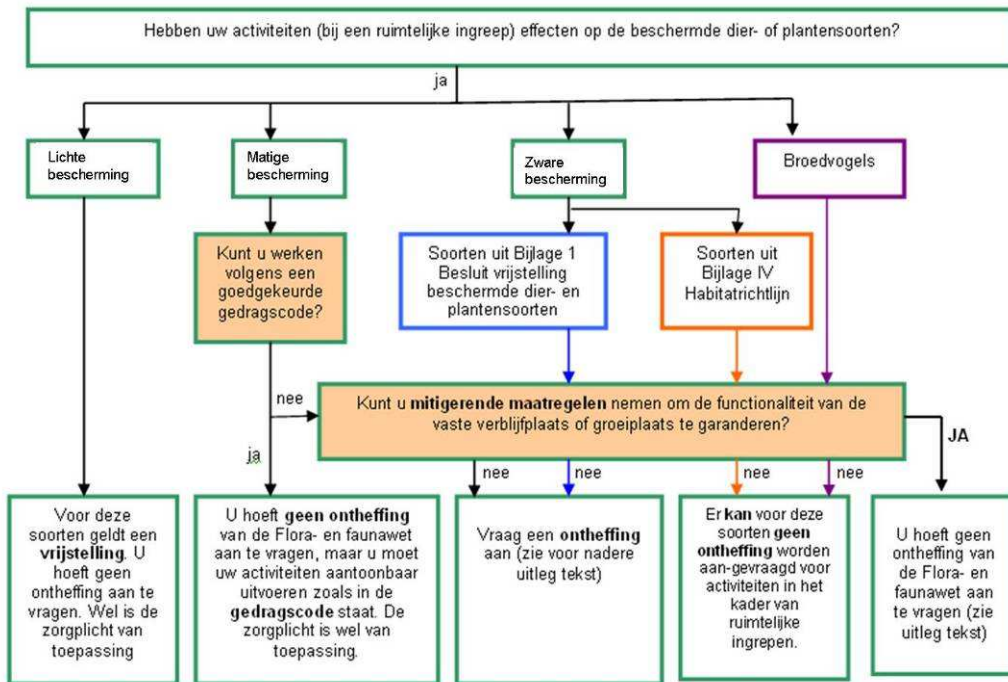 Hebben uw activiteiten (bij een ruimtelijke ingreep) effecten op de beschermde dier- of plantensoorten?
ja
Lichte
bescherming
Matige
bescherming
Zware
bescherming
Broedvogels
Kunt u werken
volgens een
goedgekeurde
gedragscode?
Soorten uit Bijlage 1
Besluit vrijstelling
beschermde dier- en
plantensoorten
Soorten uit
Bijlage IV
Habitatrichtlijn
nee
Kunt u mitigerende maatregelen nemen om de functionaliteit van de
vaste verblijfplaats of groeiplaats te garanderen?
JA
ja
nee
nee
nee
nee
Voor deze
soorten geldt een
vrijstelling. U
hoeft geen
ontheffing aan te
vragen. Wel is de
zorgplicht van
toepassing
U hoeft geen ontheffing
van de Flora- en faunawet
aan te vragen, maar u moet
uw activiteiten aantoonbaar
uitvoeren zoals in de
gedragscode staat. De
zorgplicht is wel van
toepassing.
Vraag een ontheffing
aan (zie voor nadere
uitleg tekst)
Er kan voor deze
soorten geen
ontheffing worden
aan-gevraagd voor
activiteiten in het
kader van
ruimtelijke
ingrepen.
U hoeft geen
ontheffing van
de Flora- en
faunawet aan
te vragen (zie
uitleg tekst)